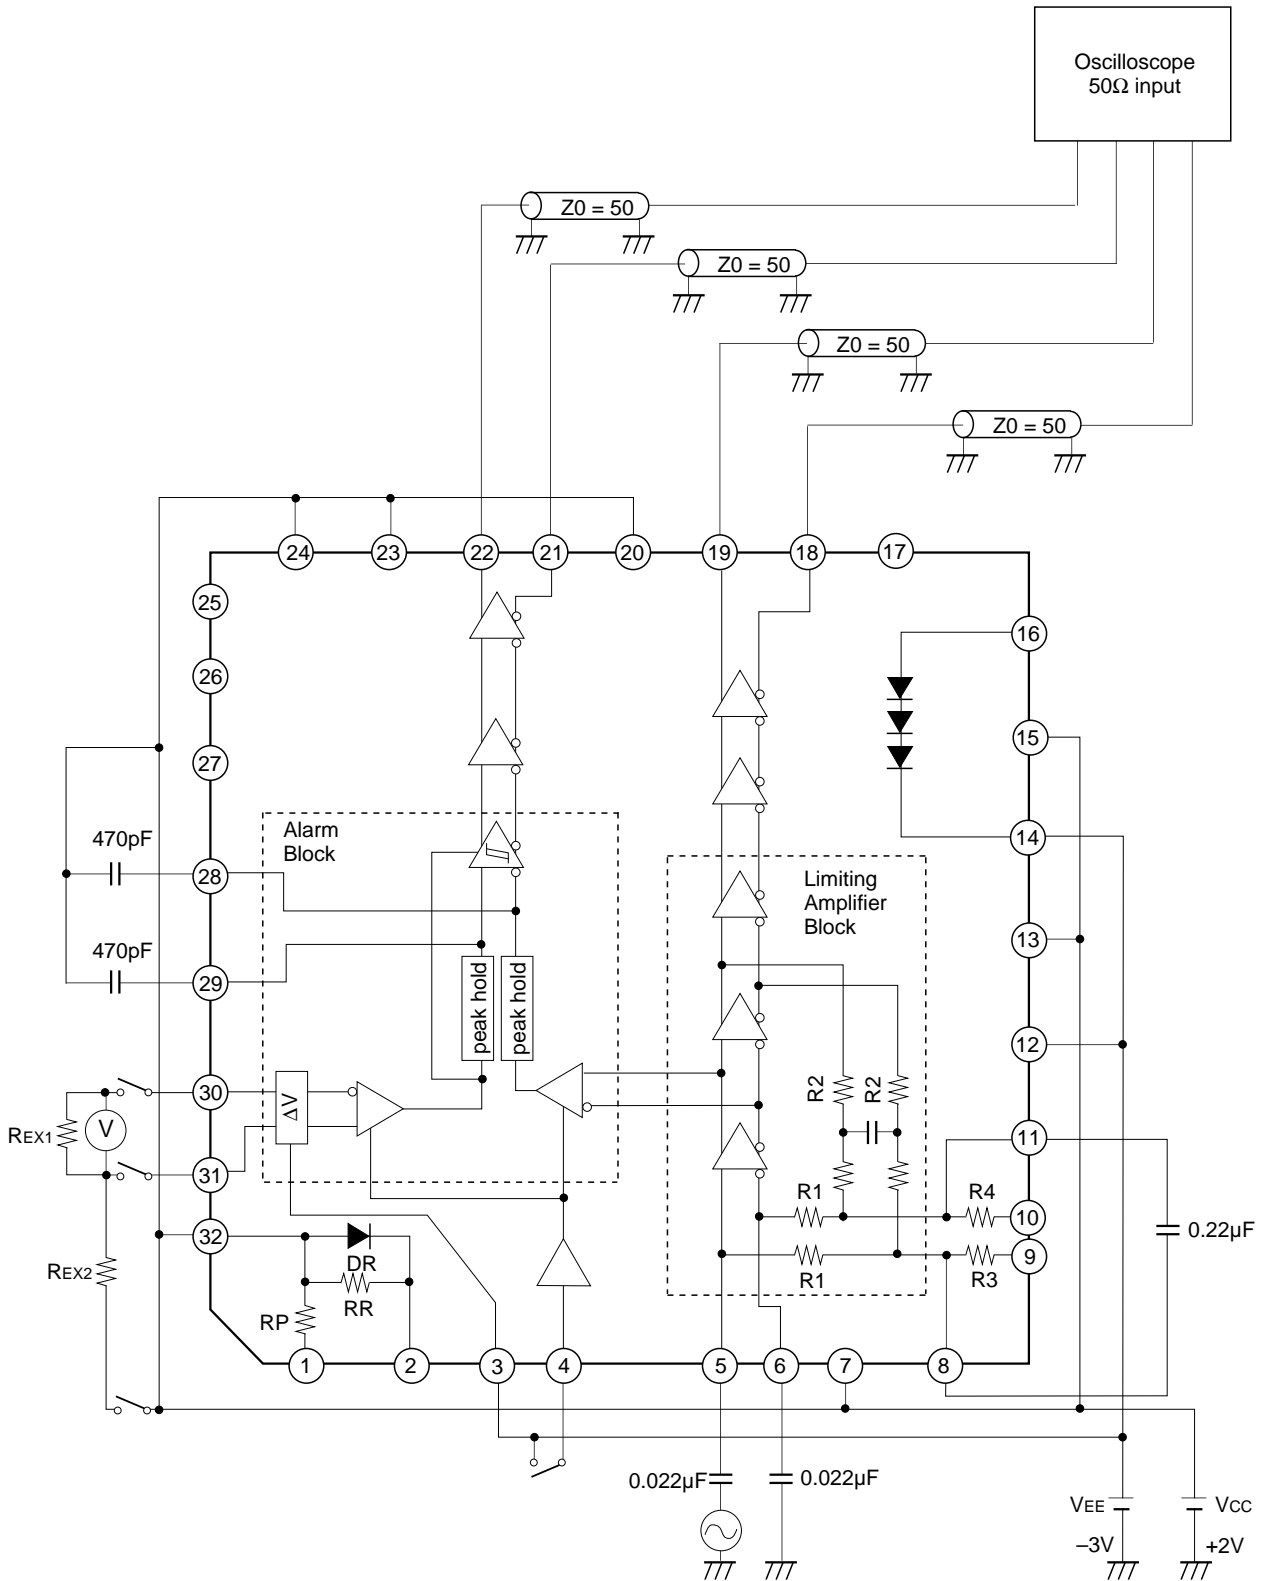 Oscilloscope
50Ω input
Z0 = 50
Z0 = 50
Z0 = 50
Z0 = 50
24
23
22
21
20
19
18
17
25
16
26
15
27
Alarm
Block
470pF
14
28
Limiting
Amplifier
Block
13
470pF
29
peak hold
peak hold
12
30
ΔV
R2
R2
REX1
V
11
31
R1
R4
10
0.22µF
32
DR
9
REX2
RR
R1
R3
RP
1
2
3
4
5
6
7
8
0.022µF
0.022µF
VEE
VCC
–3V
+2V